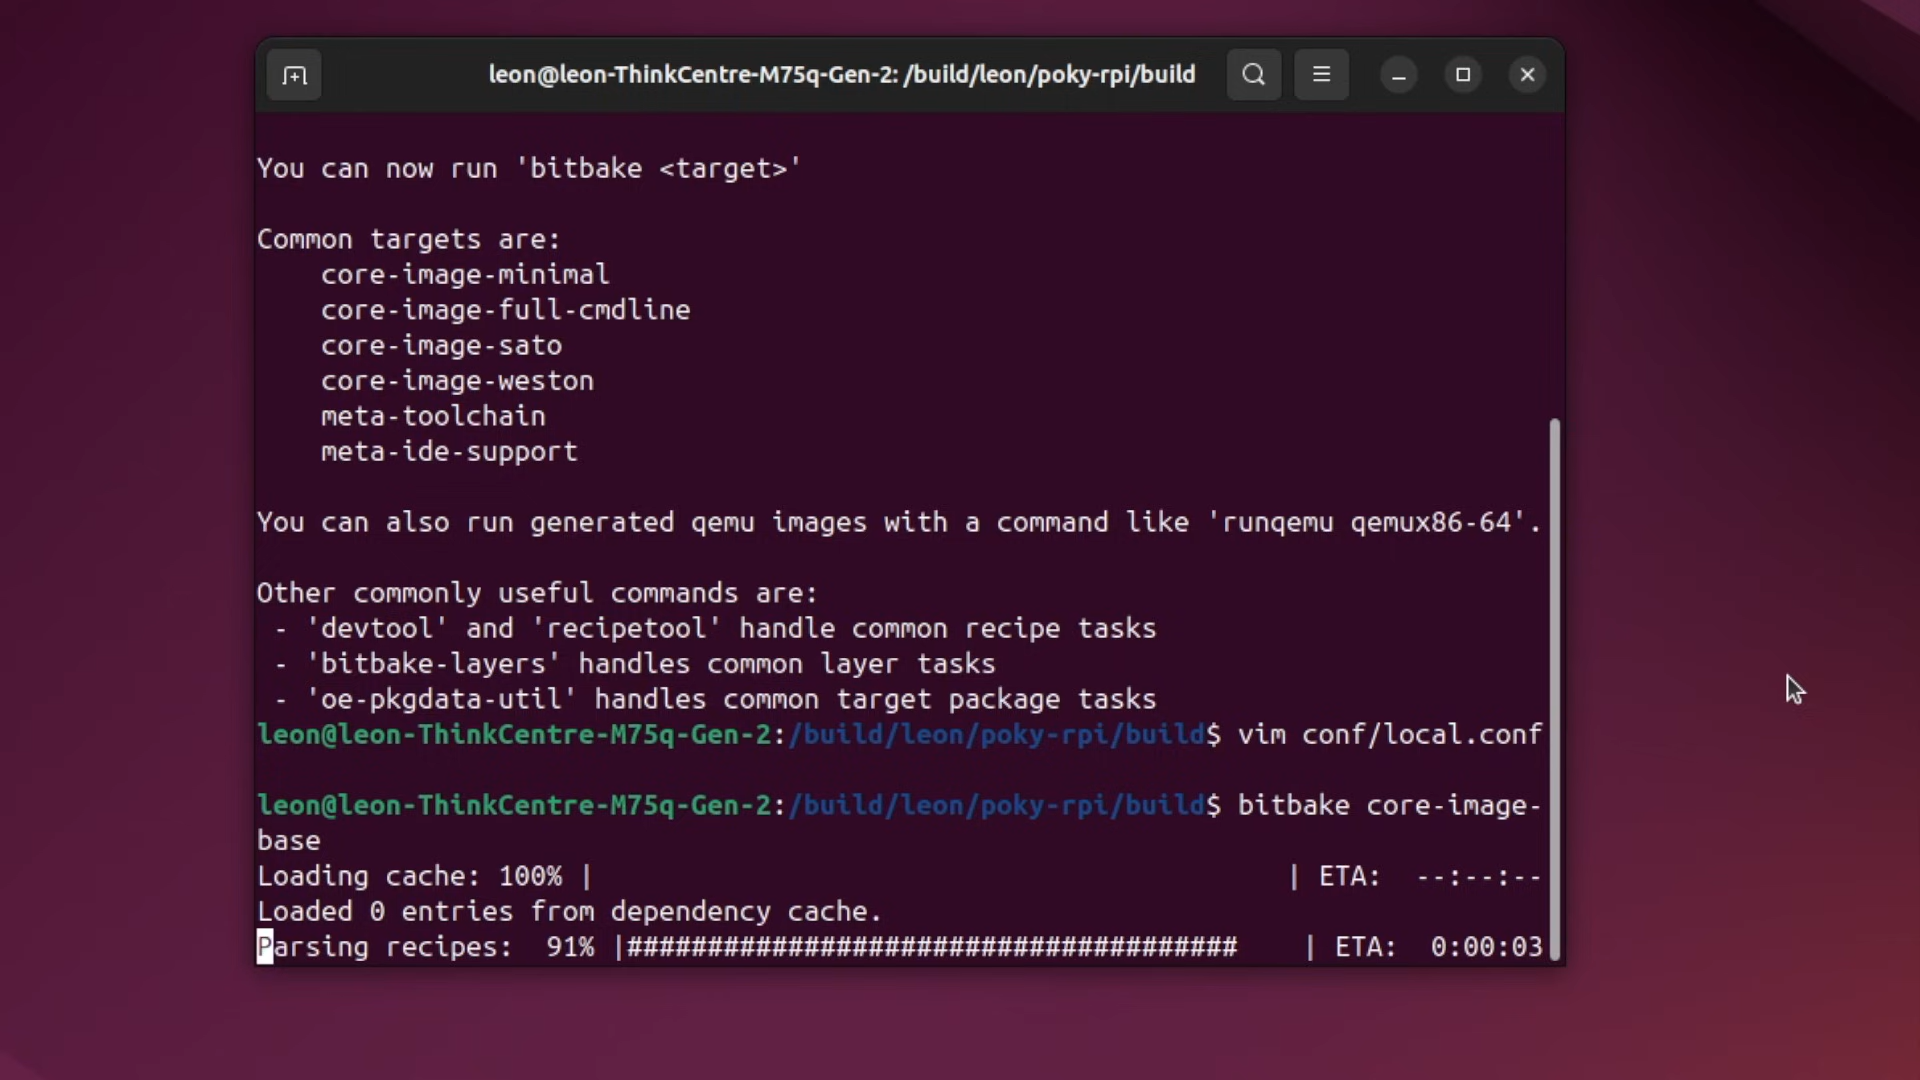 leon@leon-ThinkCentre-M75q-Gen-2: /build/leon/poky-rpi/build
You can now run 'bitbake <target>'
Common targets are:
core-image-minimal
core-image-full-cmdline
core-image-sato
core-image-weston
meta-toolchain
meta-ide-support
You can also run generated qemu images with a command like 'runqemu qemux86-64'.
Other commonly useful commands are:
- 'devtool' and 'recipetool' handle common recipe tasks
- 'bitbake-layers' handles common layer tasks
- 'oe-pkgdata-util' handles common target package tasks
leon@leon-ThinkCentre-M75q-Gen-2:/build/leon/poky-rpi/build$ vim conf/local.conf
leon@leon-ThinkCentre-M75q-Gen-2:/build/leon/poky-rpi/build$ bitbake core-image-
base
Loading cache: 100% | | ETA: --:--:--
Loaded 0 entries from dependency cache.
Parsing recipes: 91% |###################################### | ETA: 0:00:03